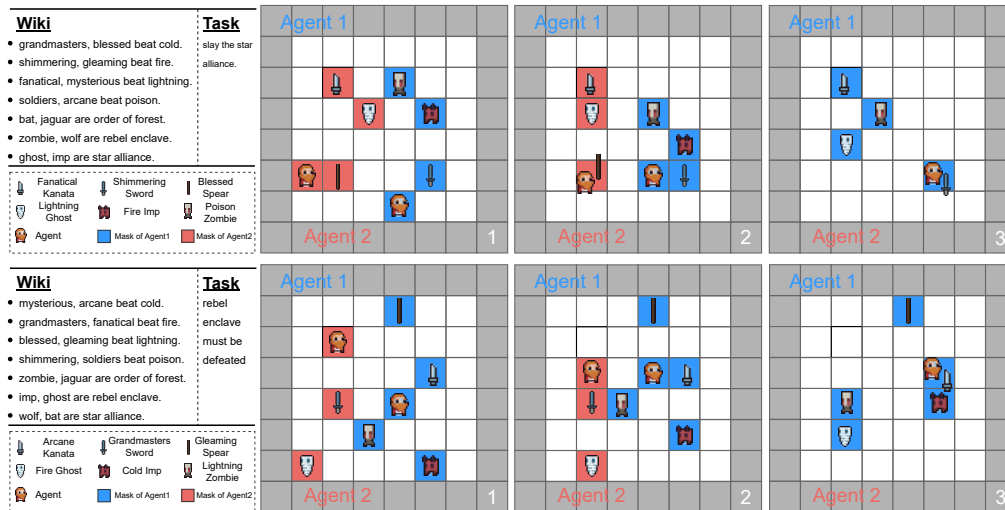 Wiki
Task
grandmasters, blessed beat cold.
shimmering, gleaming beat fire.
fanatical, mysterious beat lightning.
soldiers, arcane beat poison.
bat, jaguar are order of forest.
zombie, wolf are rebel enclave.
ghost, imp are star alliance.
slay the star
alliance.
Fanatical
Kanata
Shimmering
Sword
Blessed
Spear
Lightning
Ghost
Fire Imp
Poison
Zombie
Agent
Mask of Agent1
Mask of Agent2
Agent 1
Agent 2
1
Agent 1
Agent 2
2
Agent 1
Agent 2
3
Wiki
Task
mysterious, arcane beat cold.
grandmasters, fanatical beat fire.
blessed, gleaming beat lightning.
shimmering, soldiers beat poison.
zombie, jaguar are order of forest.
imp, ghost are rebel enclave.
wolf, bat are star alliance.
rebel
enclave
must be
defeated
Arcane
Kanata
Grandmasters
Sword
Gleaming
Spear
Fire Ghost
Cold Imp
Lightning
Zombie
Agent
Mask of Agent1
Mask of Agent2
Agent 1
Agent 2
1
Agent 1
Agent 2
2
Agent 1
Agent 2
3